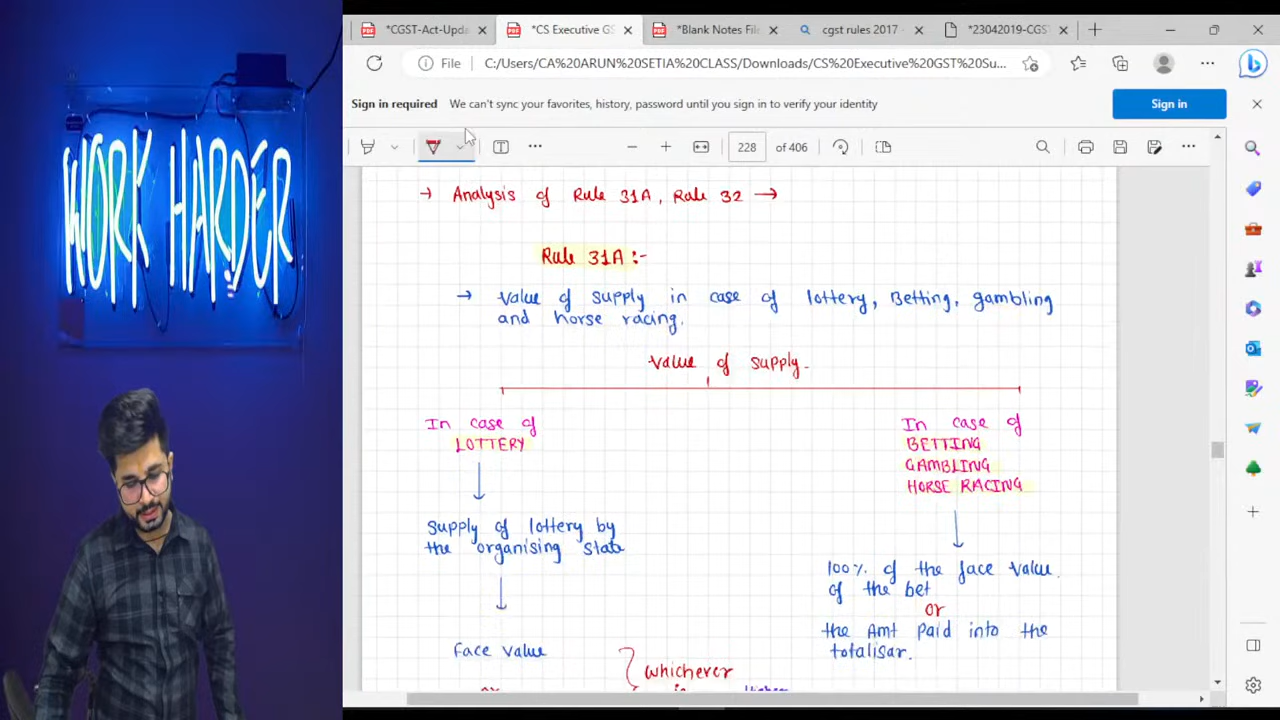 WORK HARDER
*CGST-Act-Upda
*CS Executive GS
*Blank Notes File
cgst rules 2017
*23042019-CGST
File
C:/Users/CA%20ARUN%20SETIA%20CLASS/Downloads/CS%20Executive%20GST%20Su...
Sign in required
We can't sync your favorites, history, password until you sign in to verify your identity
Sign in
228 of 406
→ Analysis of Rule 31A, Rule 32 →
Rule 31A :-
→ Value of supply in case of lottery, Betting, gambling
and horse racing.
Value of supply.
In case of
LOTTERY
Supply of lottery by
the organising state
Face value
or
whichever
is Higher
In case of
BETTING
GAMBLING
HORSE RACING
100% of the face value
of the bet
or
the Amt Paid into the
totalisar.